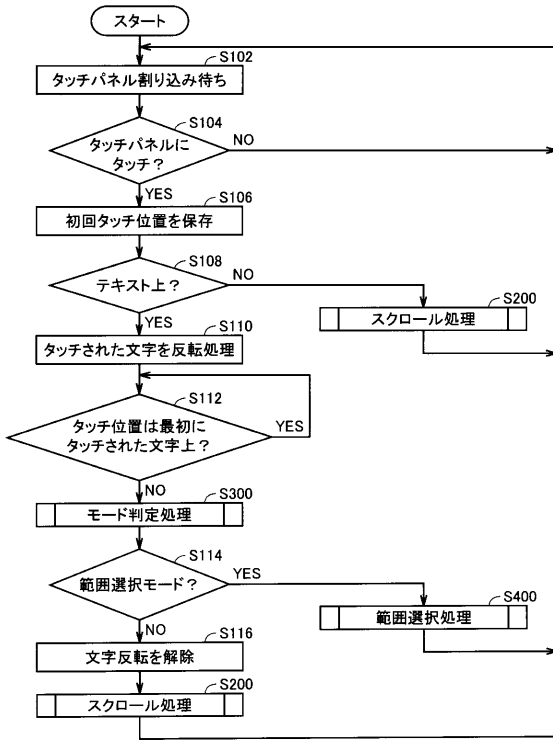 スタート
S102
タッチパネル割り込み待ち
S104
タッチパネルに
タッチ？
NO
YES
S106
初回タッチ位置を保存
S108
テキスト上？
NO
YES
S200
スクロール処理
S110
タッチされた文字を反転処理
S112
タッチ位置は最初に
タッチされた文字上？
YES
NO
S300
モード判定処理
S114
範囲選択モード？
YES
NO
S400
範囲選択処理
S116
文字反転を解除
S200
スクロール処理